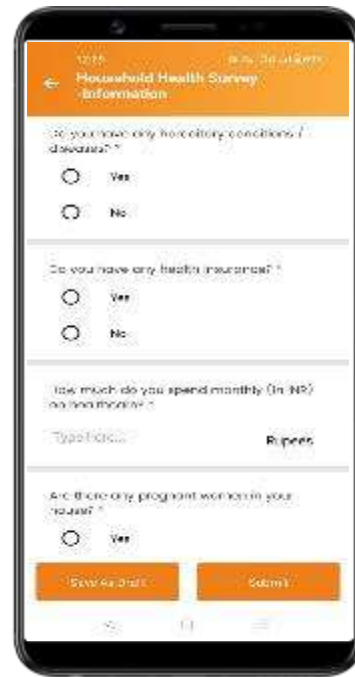 12:25
Household Health Survey
-Information
Do you have any hereditary conditions /
diseases? *
Yes
No
Do you have any health insurance? *
Yes
No
How much do you spend monthly (in INR)
on healthcare? *
Type here...
Rupees
Are there any pregnant women in your
house? *
Yes
Save As Draft
Submit